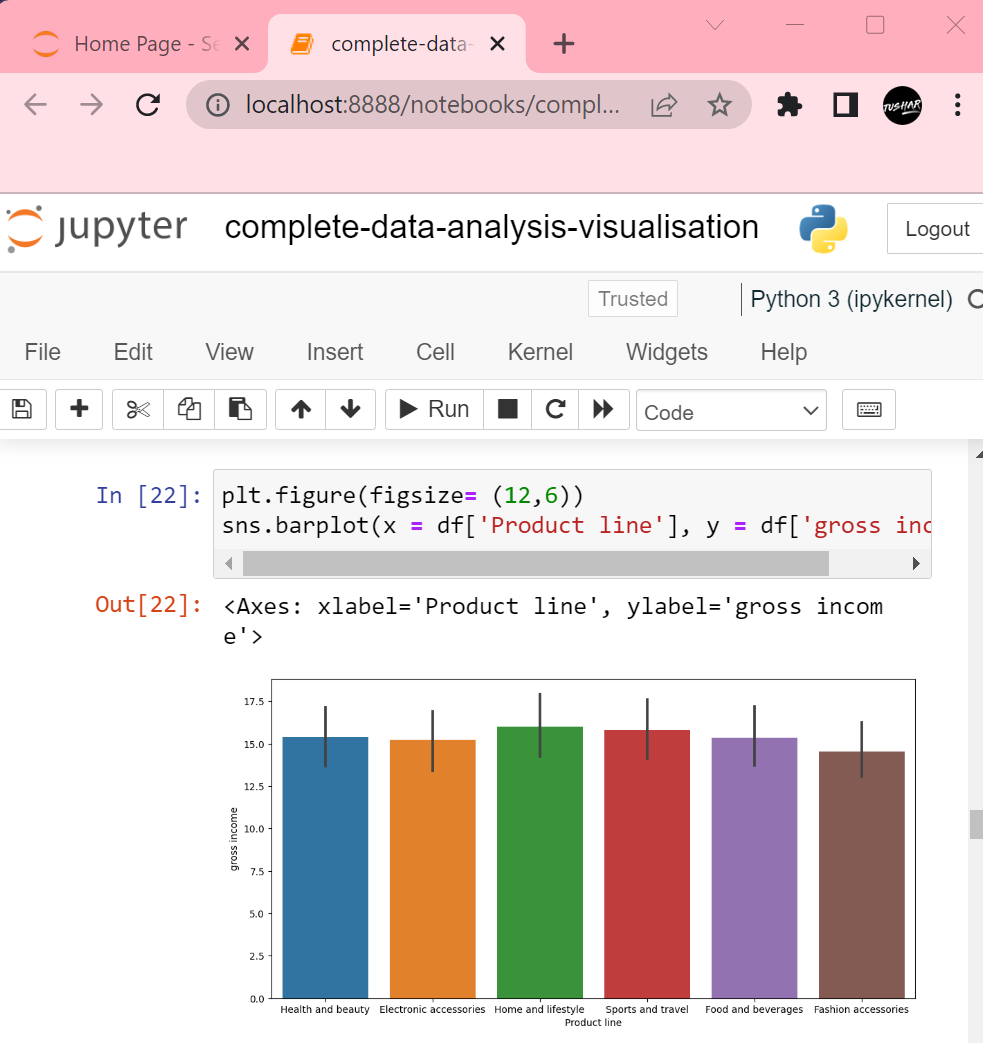 Home Page - Se
complete-data-
localhost:8888/notebooks/compl...
TUSHAR
jupyter
complete-data-analysis-visualisation
Logout
Trusted
Python 3 (ipykernel)
File Edit View Insert Cell Kernel Widgets Help
Run
Code
In [22]:
plt.figure(figsize= (12,6))
sns.barplot(x = df['Product line'], y = df['gross inc
Out[22]:
<Axes: xlabel='Product line', ylabel='gross incom
e'>
17.5
15.0
12.5
10.0
7.5
5.0
2.5
0.0
gross income
Health and beauty Electronic accessories Home and lifestyle Sports and travel Food and beverages Fashion accessories
Product line